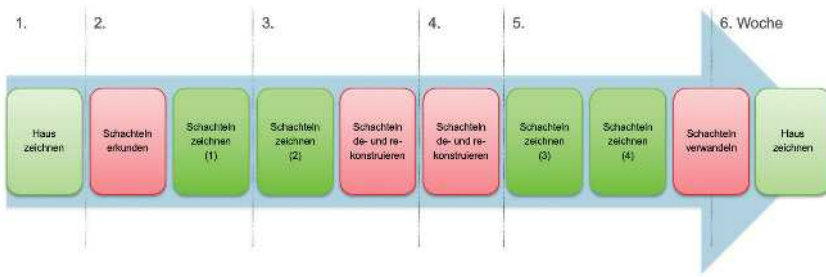 1.
2.
3.
4.
5.
6. Woche
Haus
zeichnen
Schachteln
erkunden
Schachteln
zeichnen
(1)
Schachteln
zeichnen
(2)
Schachteln
de- und re-
konstruieren
Schachteln
de- und re-
konstruieren
Schachteln
zeichnen
(3)
Schachteln
zeichnen
(4)
Schachteln
verwandeln
Haus
zeichnen